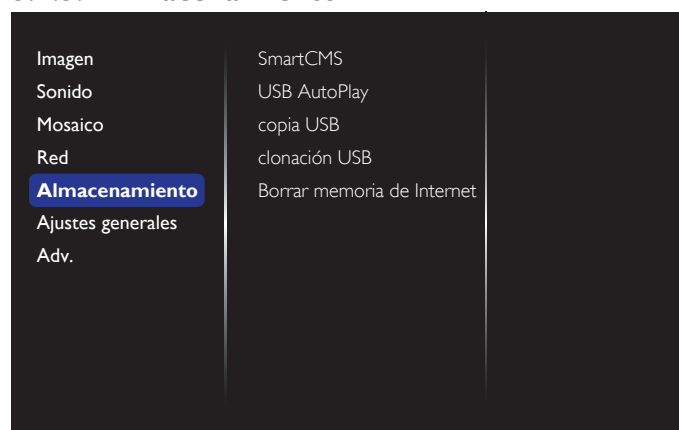 Imagen
Sonido
Mosaico
Red
Almacenamiento
Ajustes generales
Adv.
SmartCMS
USB AutoPlay
copia USB
clonación USB
Borrar memoria de Internet